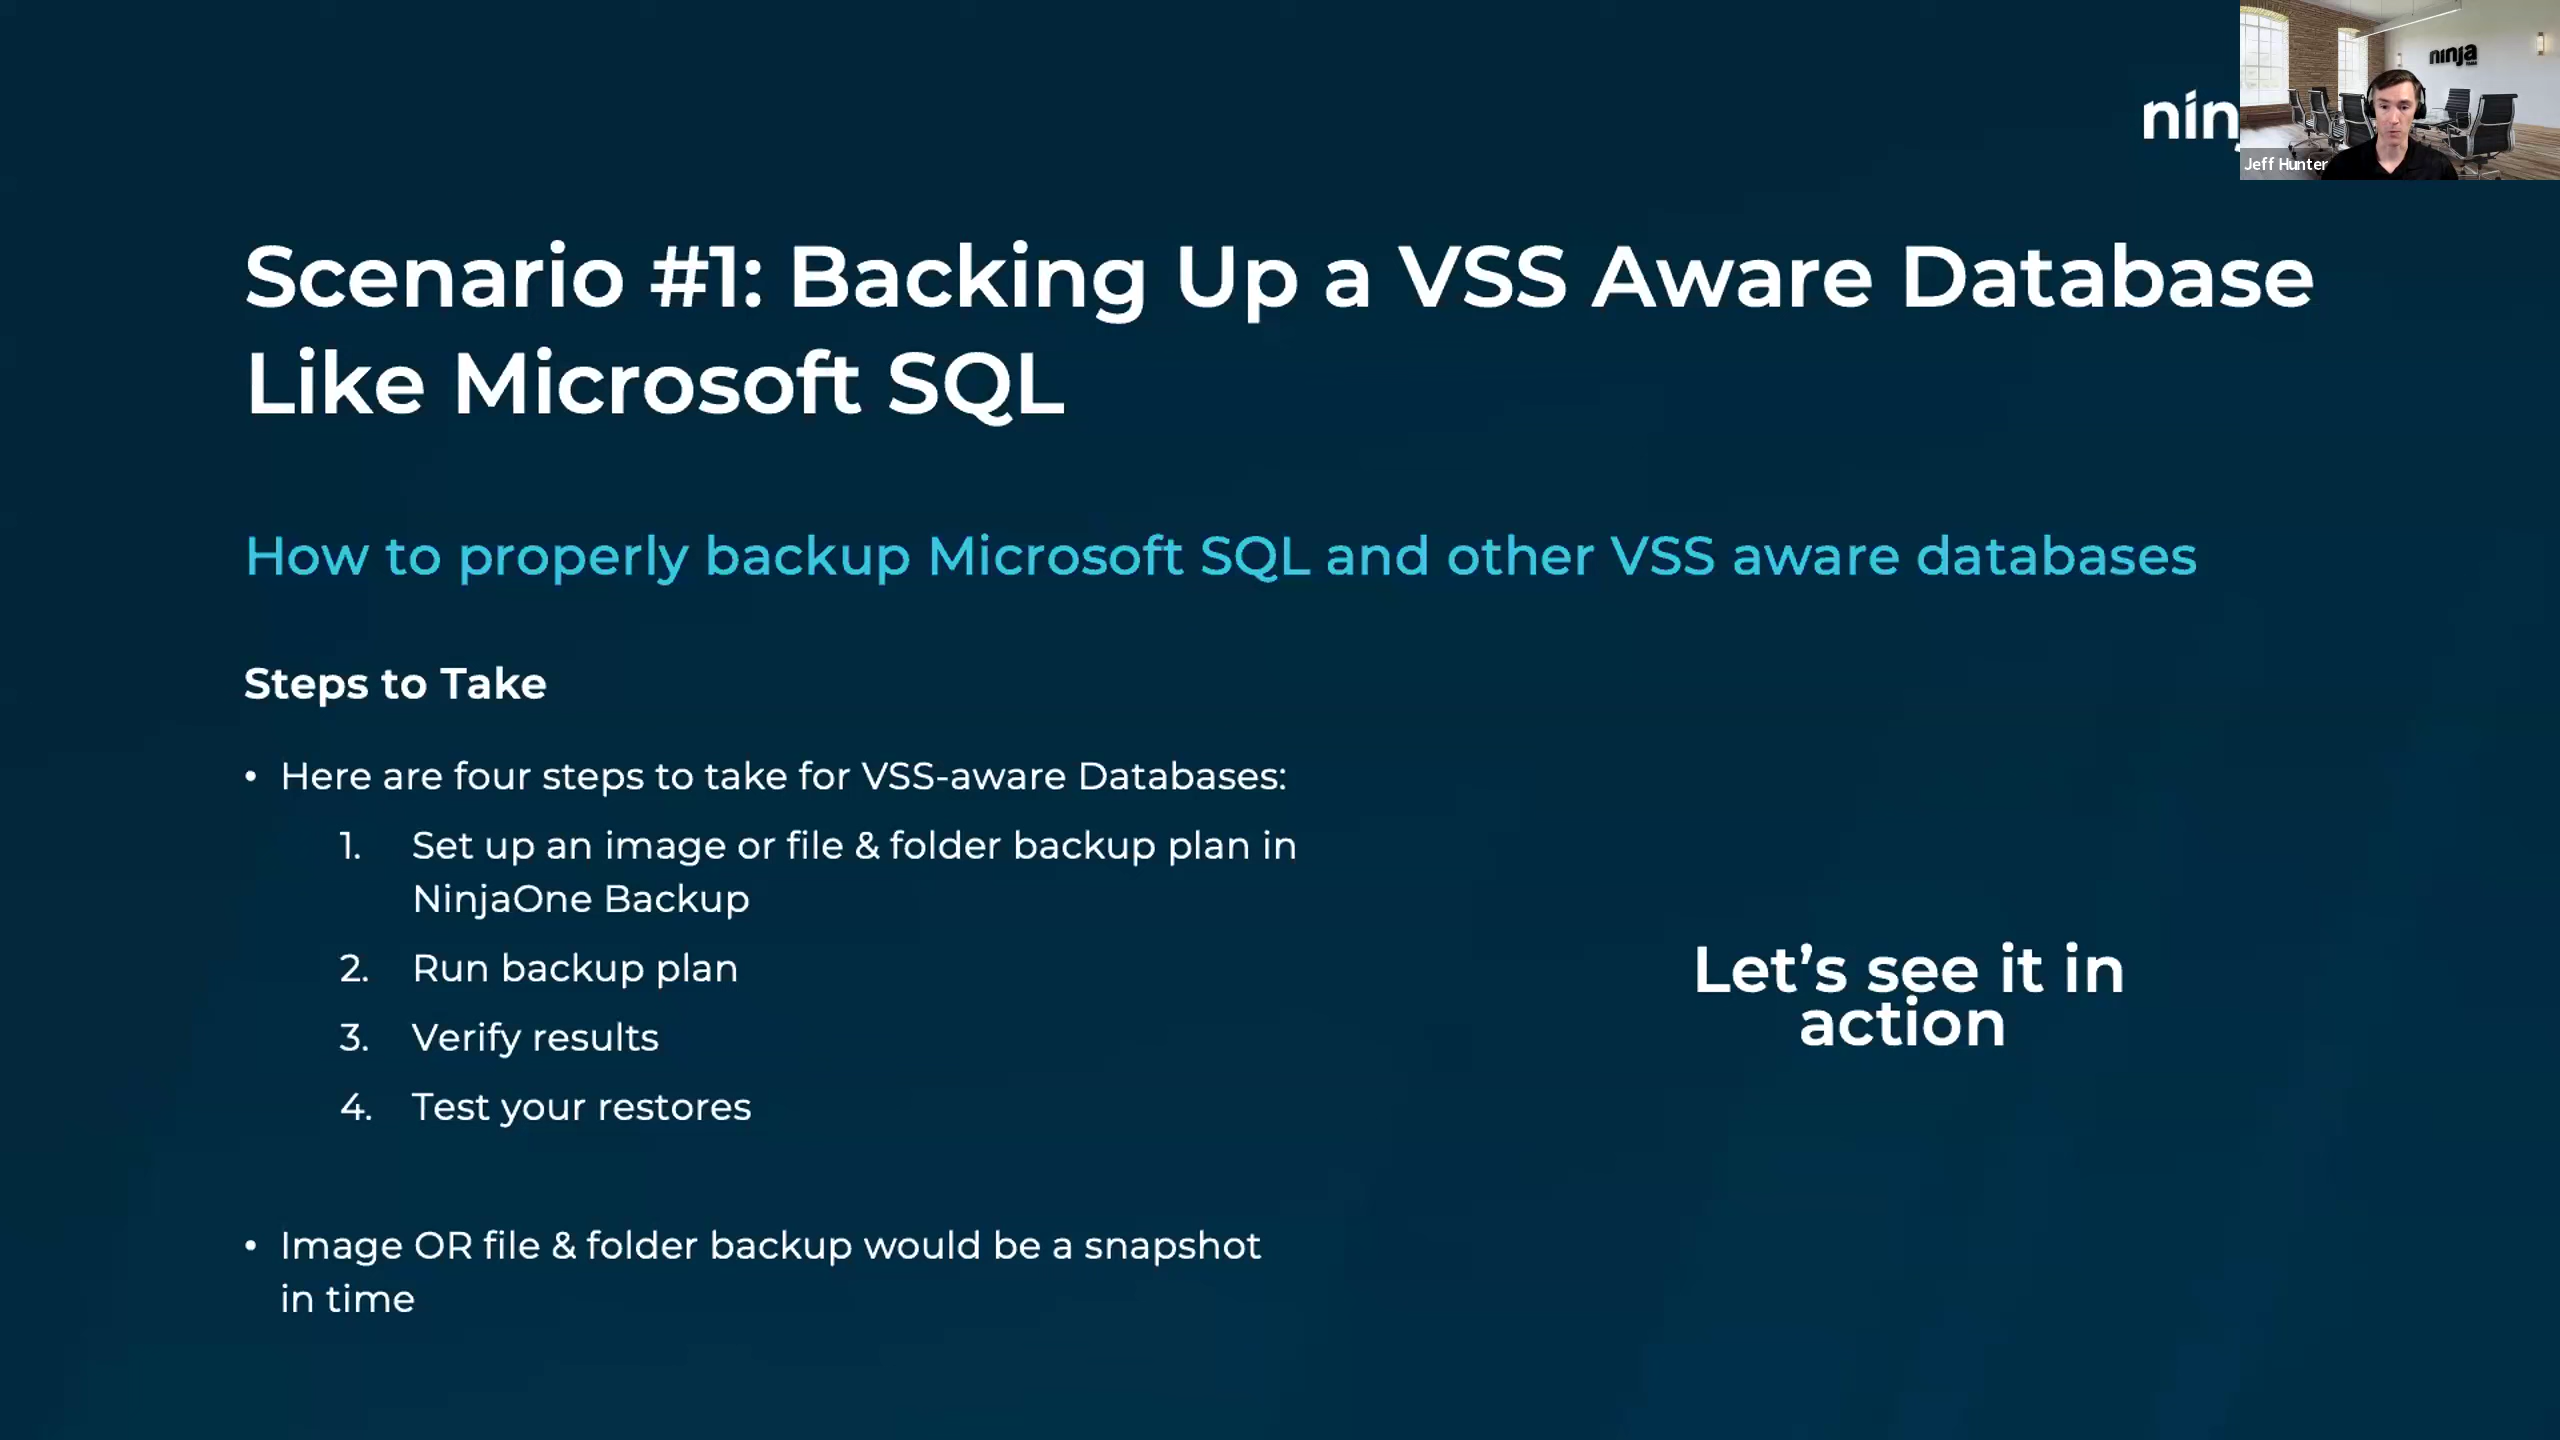 ninja
nin
Jeff Hunter
Scenario #1: Backing Up a VSS Aware Database
Like Microsoft SQL
How to properly backup Microsoft SQL and other VSS aware databases
Steps to Take
• Here are four steps to take for VSS-aware Databases:
1. Set up an image or file & folder backup plan in
NinjaOne Backup
2. Run backup plan
3. Verify results
4. Test your restores
• Image OR file & folder backup would be a snapshot
in time
Let’s see it in
action